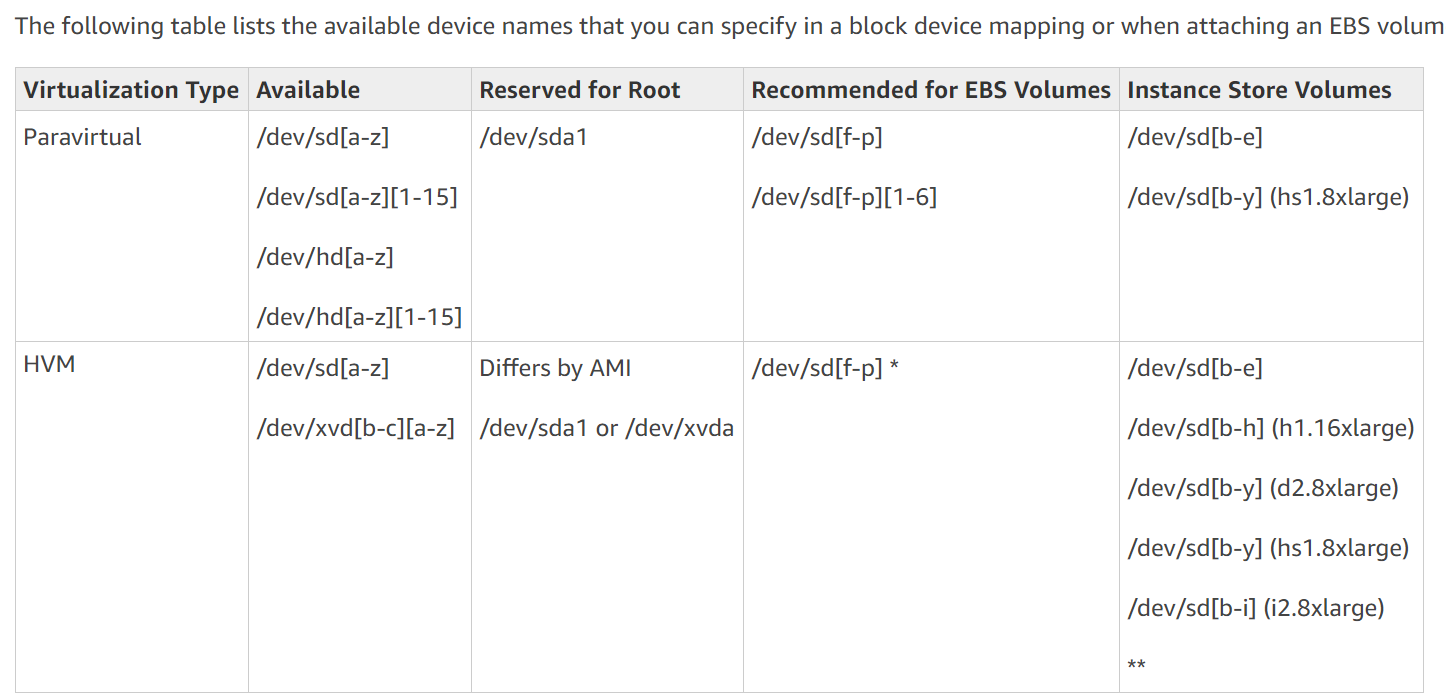 The following table lists the available device names that you can specify in a block device mapping or when attaching an EBS volum
Virtualization Type Available Reserved for Root Recommended for EBS Volumes Instance Store Volumes
Paravirtual /dev/sd[a-z] /dev/sda1 /dev/sd[f-p] /dev/sd[b-e]
/dev/sd[a-z][1-15] /dev/sd[f-p][1-6] /dev/sd[b-y] (hs1.8xlarge)
/dev/hd[a-z]
/dev/hd[a-z][1-15]
HVM /dev/sd[a-z] Differs by AMI /dev/sd[f-p] * /dev/sd[b-e]
/dev/xvd[b-c][a-z] /dev/sda1 or /dev/xvda /dev/sd[b-h] (h1.16xlarge)
/dev/sd[b-y] (d2.8xlarge)
/dev/sd[b-y] (hs1.8xlarge)
/dev/sd[b-i] (i2.8xlarge)
**